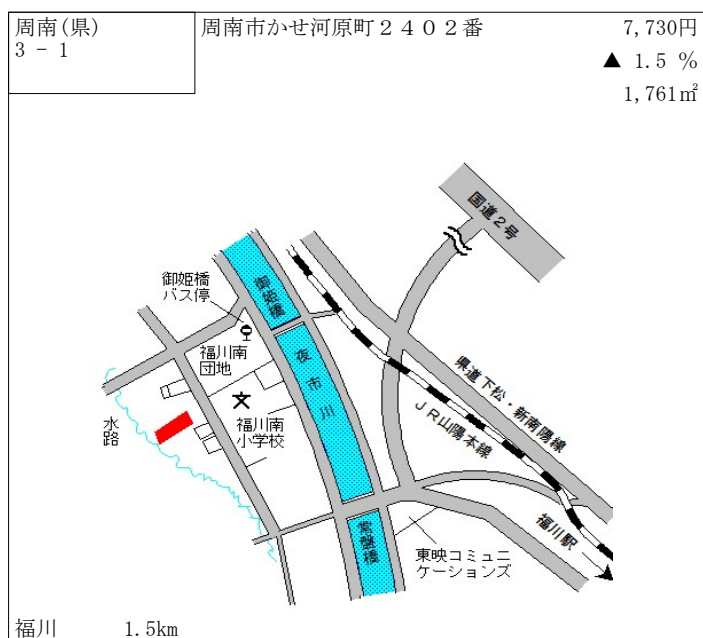 周南(県)
3 - 1
周南市かせ河原町２４０２番
7,730円
▲ 1.5 %
1,761㎡
国道２号
御姫橋
バス停
御姫橋
福川南
団地
夜市川
福川南
小学校
水路
県道下松・新南陽線
ＪＲ山陽本線
福川駅
常盤橋
東映コミュニ
ケーションズ
福川 1.5km